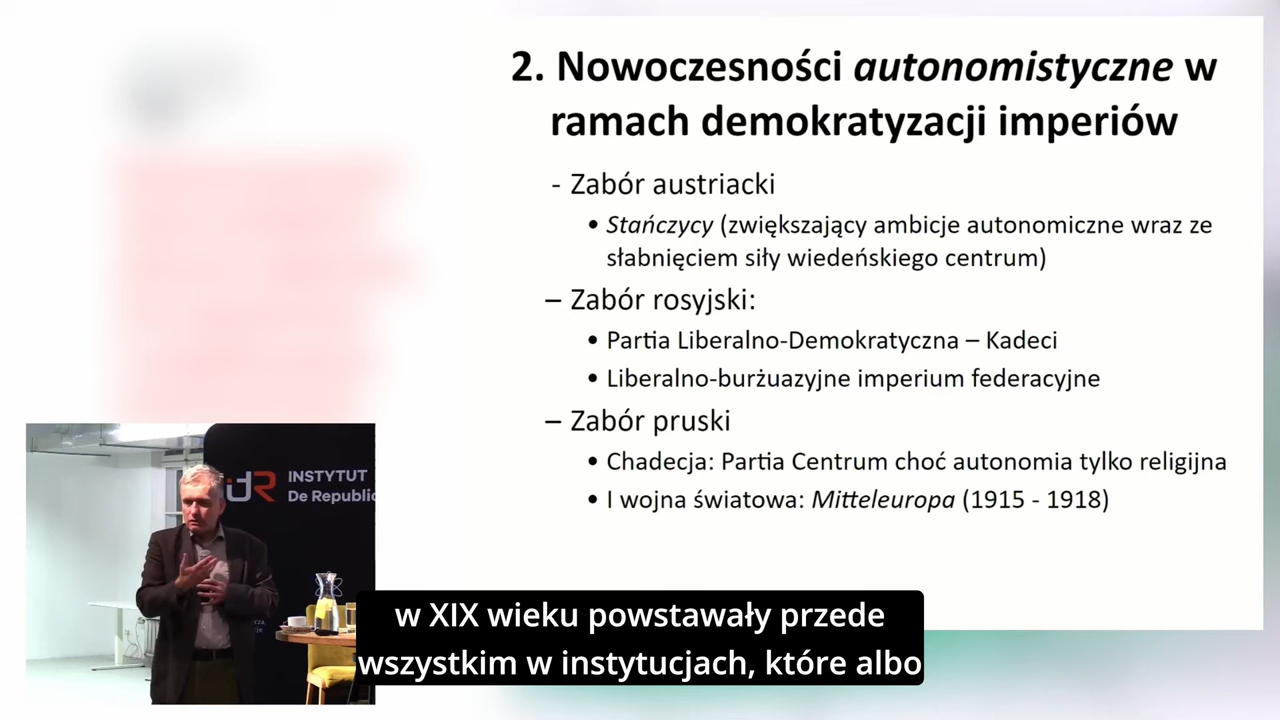 2. Nowoczesności autonomistyczne w
ramach demokratyzacji imperiów
- Zabór austriacki
• Stańczycy (zwiększający ambicje autonomiczne wraz ze
słabnięciem siły wiedeńskiego centrum)
– Zabór rosyjski:
• Partia Liberalno-Demokratyczna – Kadeci
• Liberalno-burżuazyjne imperium federacyjne
– Zabór pruski
• Chadecja: Partia Centrum choć autonomia tylko religijna
• I wojna światowa: Mitteleuropa (1915 - 1918)
idR INSTYTUT
De Republic
w XIX wieku powstawały przede
wszystkim w instytucjach, które albo